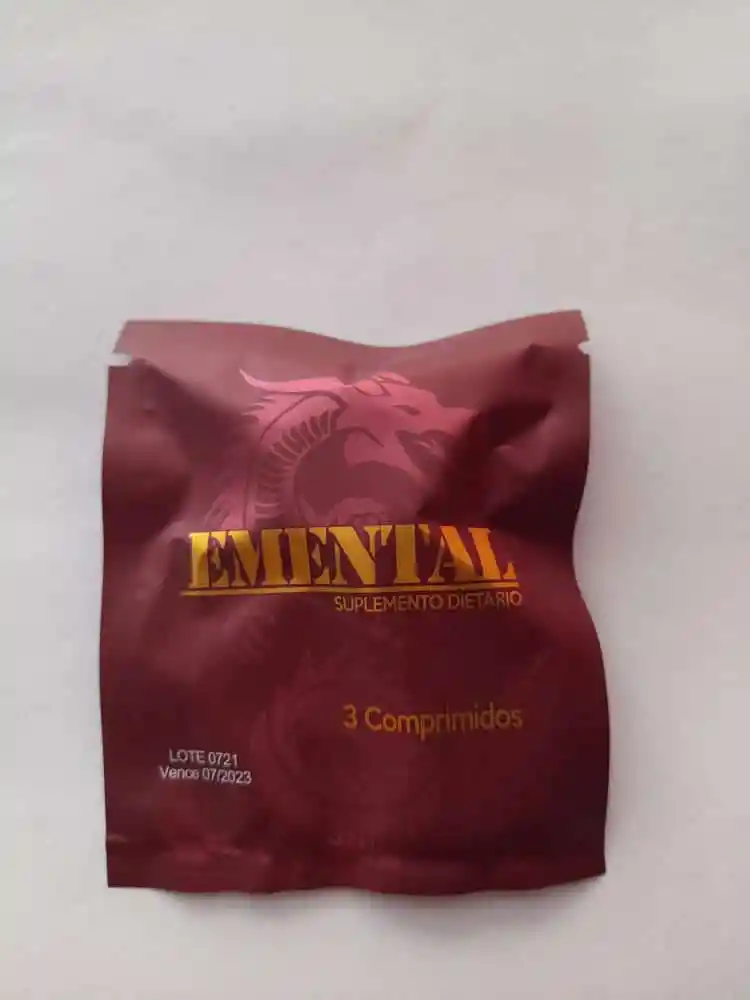 EMENTAL
SUPLEMENTO DIETARIO
3 Comprimidos
LOTE 0721
Vence 07/2023